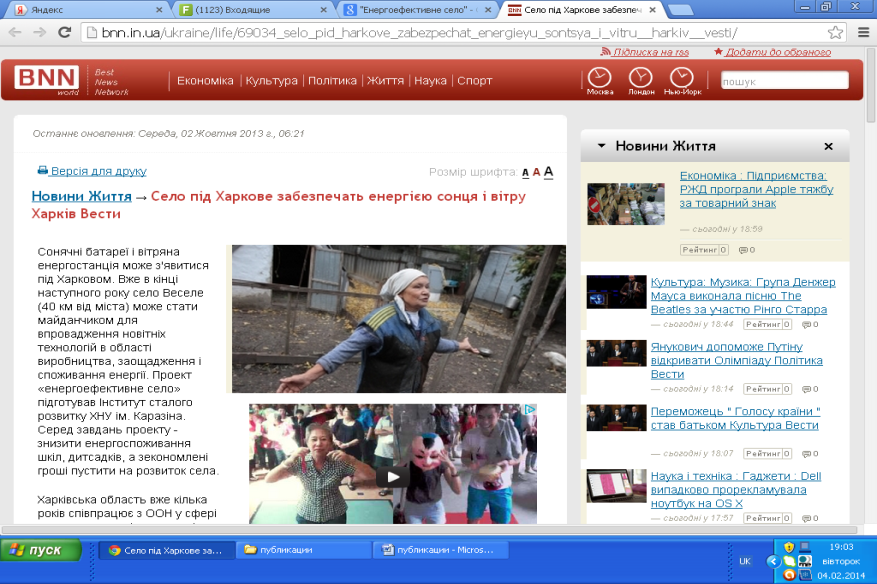 Яндекс
(1123) Входящие
"Енергоефективне село" -
Село під Харкове забезпеч
bnn.in.ua/ukraine/life/69034_selo_pid_harkove_zabezpechat_energieyu_sontsya_i_vitru__harkiv__vesti/
Підписка на rss
Додати до обраного
BNN
world
Best
News
Network
Економіка | Культура | Політика | Життя | Наука | Спорт
Москва
Лондон
Нью-Йорк
пошук
Останнє оновлення: Середа, 02 Жовтня 2013 г., 06:21
Версія для друку
Розмір шрифта: А А А
Новини Життя → Село під Харкове забезпечать енергією сонця і вітру
Харків Вести
Сонячні батареї і вітряна
енергостанція може з'явитися
під Харковом. Вже в кінці
наступного року село Веселе
(40 км від міста) може стати
майданчиком для
впровадження новітніх
технологій в області
виробництва, заощадження і
споживання енергії. Проект
«енергоефективне село»
підготував Інститут сталого
розвитку ХНУ ім. Каразіна.
Серед завдань проекту -
знизити енергоспоживання
шкіл, дитсадків, а зекономлені
гроші пустити на розвиток села.
Харківська область вже кілька
років співпрацює з ООН у сфері
Новини Життя
Економіка : Підприємства:
РЖД програли Apple тяжбу
за товарний знак
— сьогодні у 18:59
Рейтинг 0
0
Культура: Музика: Група Денжер
Мауса виконала пісню The
Beatles за участю Рінго Старра
— сьогодні у 18:44 Рейтинг 0 0
Янукович допоможе Путіну
відкривати Олімпіаду Політика
Вести
— сьогодні у 18:14 Рейтинг 0 0
Переможець " Голосу країни "
став батьком Культура Вести
— сьогодні у 18:07 Рейтинг 0 0
Наука і техніка : Гаджети : Dell
випадково прорекламувала
ноутбук на OS X
— сьогодні у 17:57 Рейтинг 0 0
пуск
Село під Харкове за...
публикации
публикации - Micros...
UK
19:03
вівторок
04.02.2014